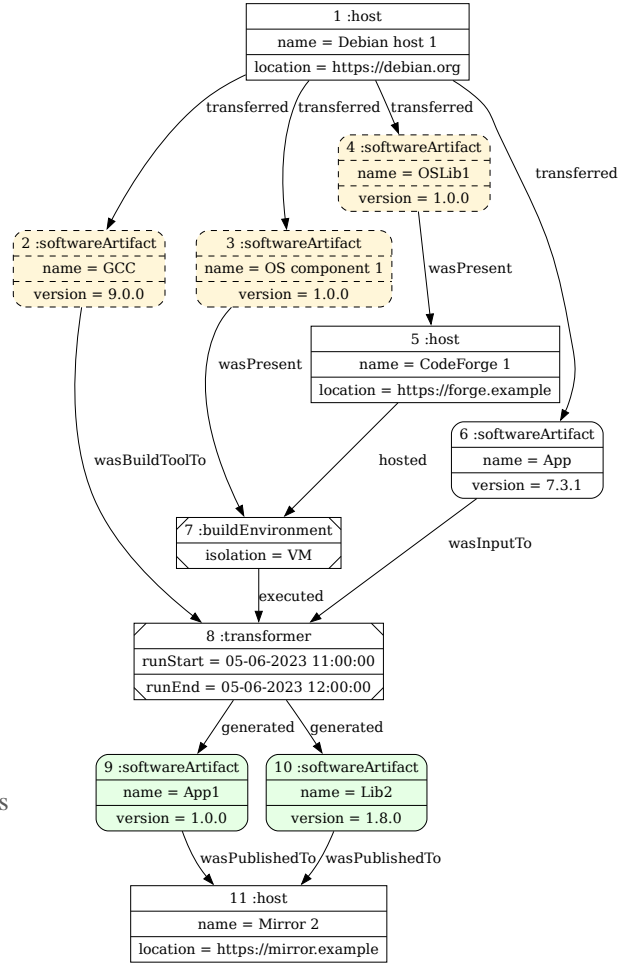 1 :host
name = Debian host 1
location = https://debian.org
transferred
transferred
transferred
transferred
4 :softwareArtifact
name = OSLib1
version = 1.0.0
2 :softwareArtifact
name = GCC
version = 9.0.0
3 :softwareArtifact
name = OS component 1
version = 1.0.0
wasPresent
5 :host
name = CodeForge 1
location = https://forge.example
wasPresent
6 :softwareArtifact
name = App
version = 7.3.1
wasBuildToolTo
hosted
7 :buildEnvironment
isolation = VM
wasInputTo
executed
8 :transformer
runStart = 05-06-2023 11:00:00
runEnd = 05-06-2023 12:00:00
generated
generated
9 :softwareArtifact
name = App1
version = 1.0.0
10 :softwareArtifact
name = Lib2
version = 1.8.0
s
wasPublishedTo
wasPublishedTo
11 :host
name = Mirror 2
location = https://mirror.example